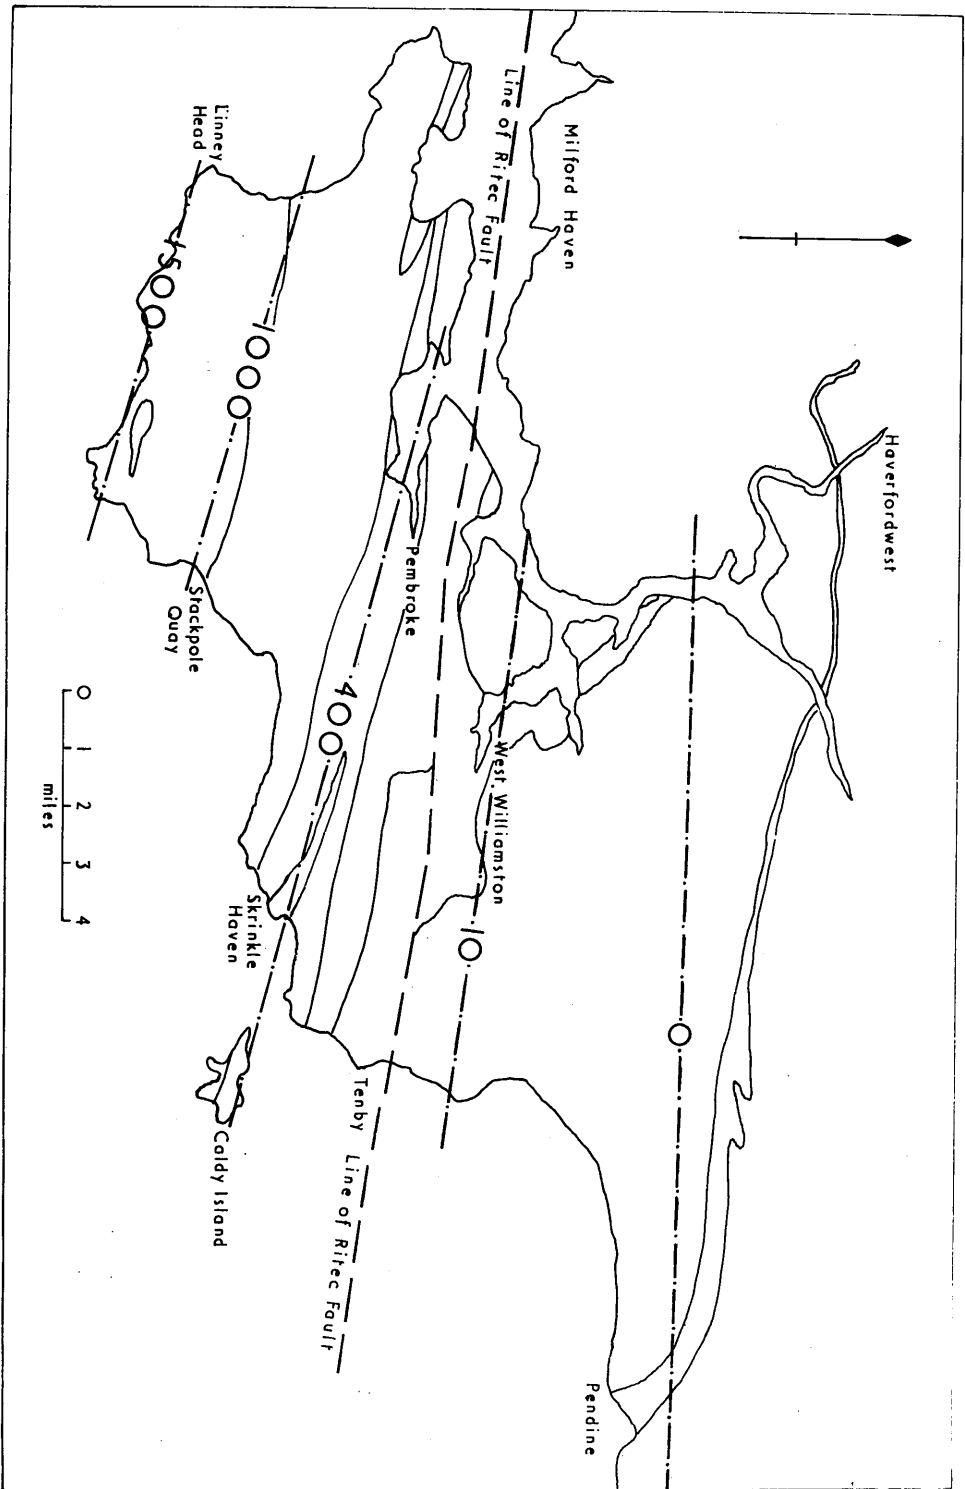 Haverfordwest
Milford Haven
Line of Ritec Fault
0
Pendine
West Williamston
10
Pembroke
Tenby
Line of Ritec Fault
400
1000
1500
Linney
Head
Stackpole
Quay
Skrinkle
Haven
Caldy Island
0 1 2 3 4
miles